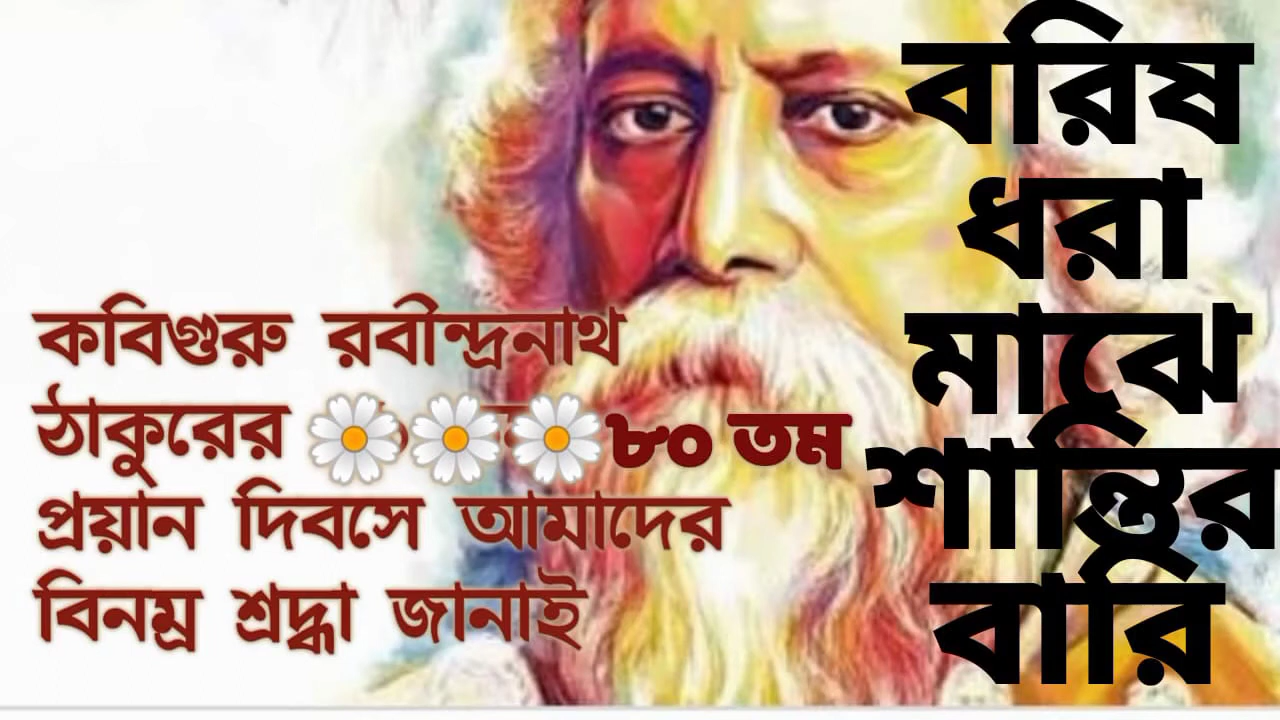 কবিগুরু রবীন্দ্রনাথ
ঠাকুরের ৮০ তম
প্রয়ান দিবসে আমাদের
বিনম্র শ্রদ্ধা জানাই
বরিষ
ধরা
মাঝে
শান্তির
বারি